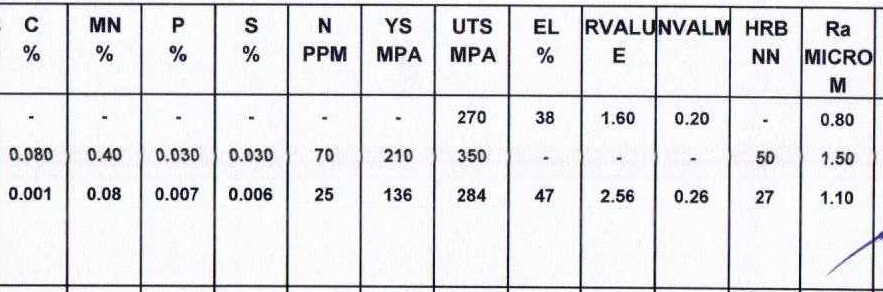 C MN P S N YS UTS EL RVALU NVALM HRB Ra
% % % % PPM MPA MPA % E NN MICRO
M
- - - - - - 270 38 1.60 0.20 - 0.80
0.080 0.40 0.030 0.030 70 210 350 - - - 50 1.50
0.001 0.08 0.007 0.006 25 136 284 47 2.56 0.26 27 1.10